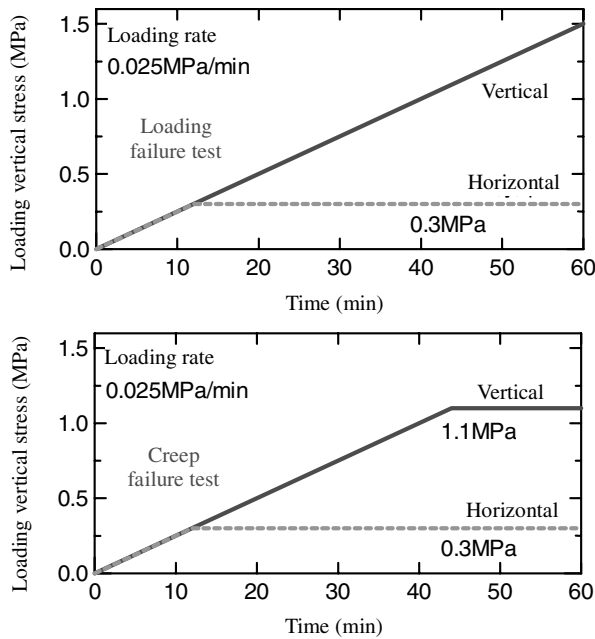 Loading vertical stress (MPa)
1.5
1.0
0.5
0.0
Loading rate
0.025MPa/min
Loading
failure test
Vertical
Horizontal
0.3MPa
0
10
20
30
40
50
60
Time (min)
Loading vertical stress (MPa)
1.5
1.0
0.5
0.0
Loading rate
0.025MPa/min
Creep
failure test
Vertical
1.1MPa
Horizontal
0.3MPa
0
10
20
30
40
50
60
Time (min)